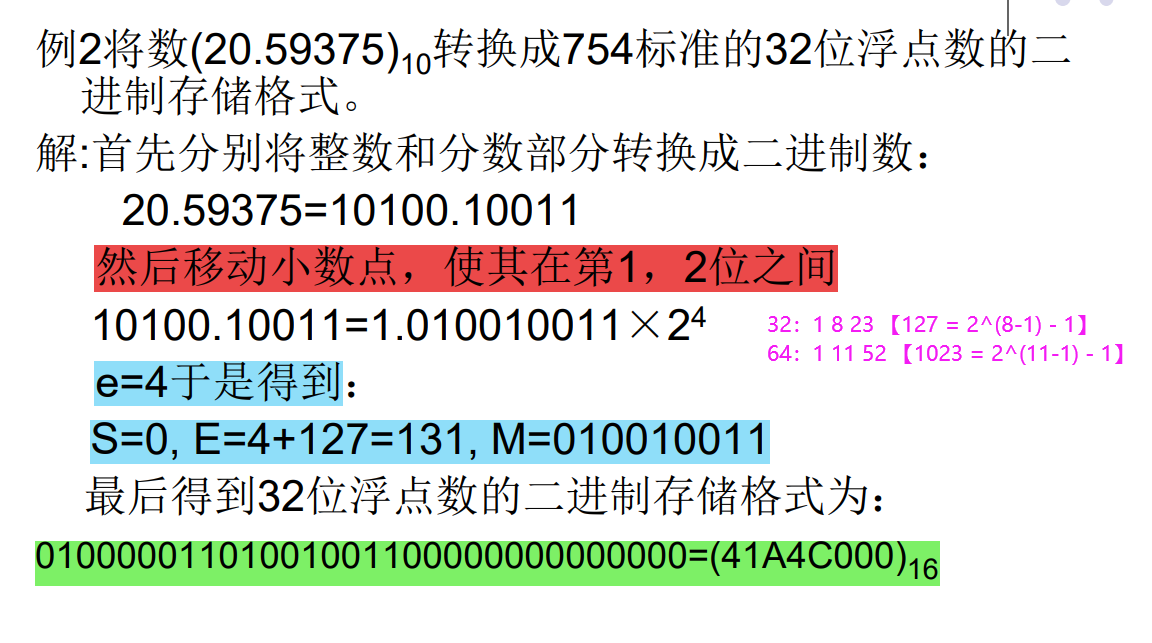 例2将数(20.59375)10转换成754标准的32位浮点数的二
进制存储格式。
解:首先分别将整数和分数部分转换成二进制数：
20.59375=10100.10011
然后移动小数点，使其在第1，2位之间
10100.10011=1.010010011×2⁴
32：1 8 23 【127 = 2^(8-1) - 1】
64：1 11 52 【1023 = 2^(11-1) - 1】
e=4于是得到：
S=0, E=4+127=131, M=010010011
最后得到32位浮点数的二进制存储格式为：
01000001101001001100000000000000=(41A4C000)16